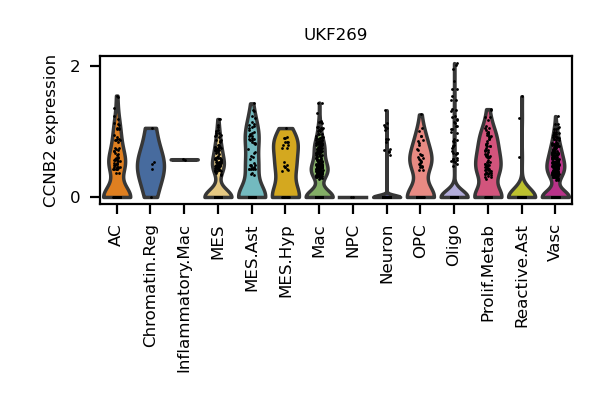 UKF269
CCNB2 expression
2
0
AC
Chromatin.Reg
Inflammatory.Mac
MES
MES.Ast
MES.Hyp
Mac
NPC
Neuron
OPC
Oligo
Prolif.Metab
Reactive.Ast
Vasc